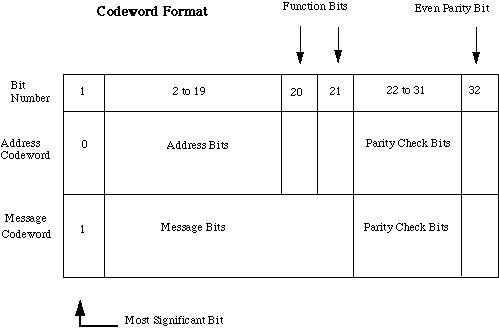 Codeword Format
Function Bits
Even Parity Bit
Bit Number
1
2 to 19
20
21
22 to 31
32
Address Codeword
0
Address Bits
Parity Check Bits
Message Codeword
1
Message Bits
Parity Check Bits
Most Significant Bit